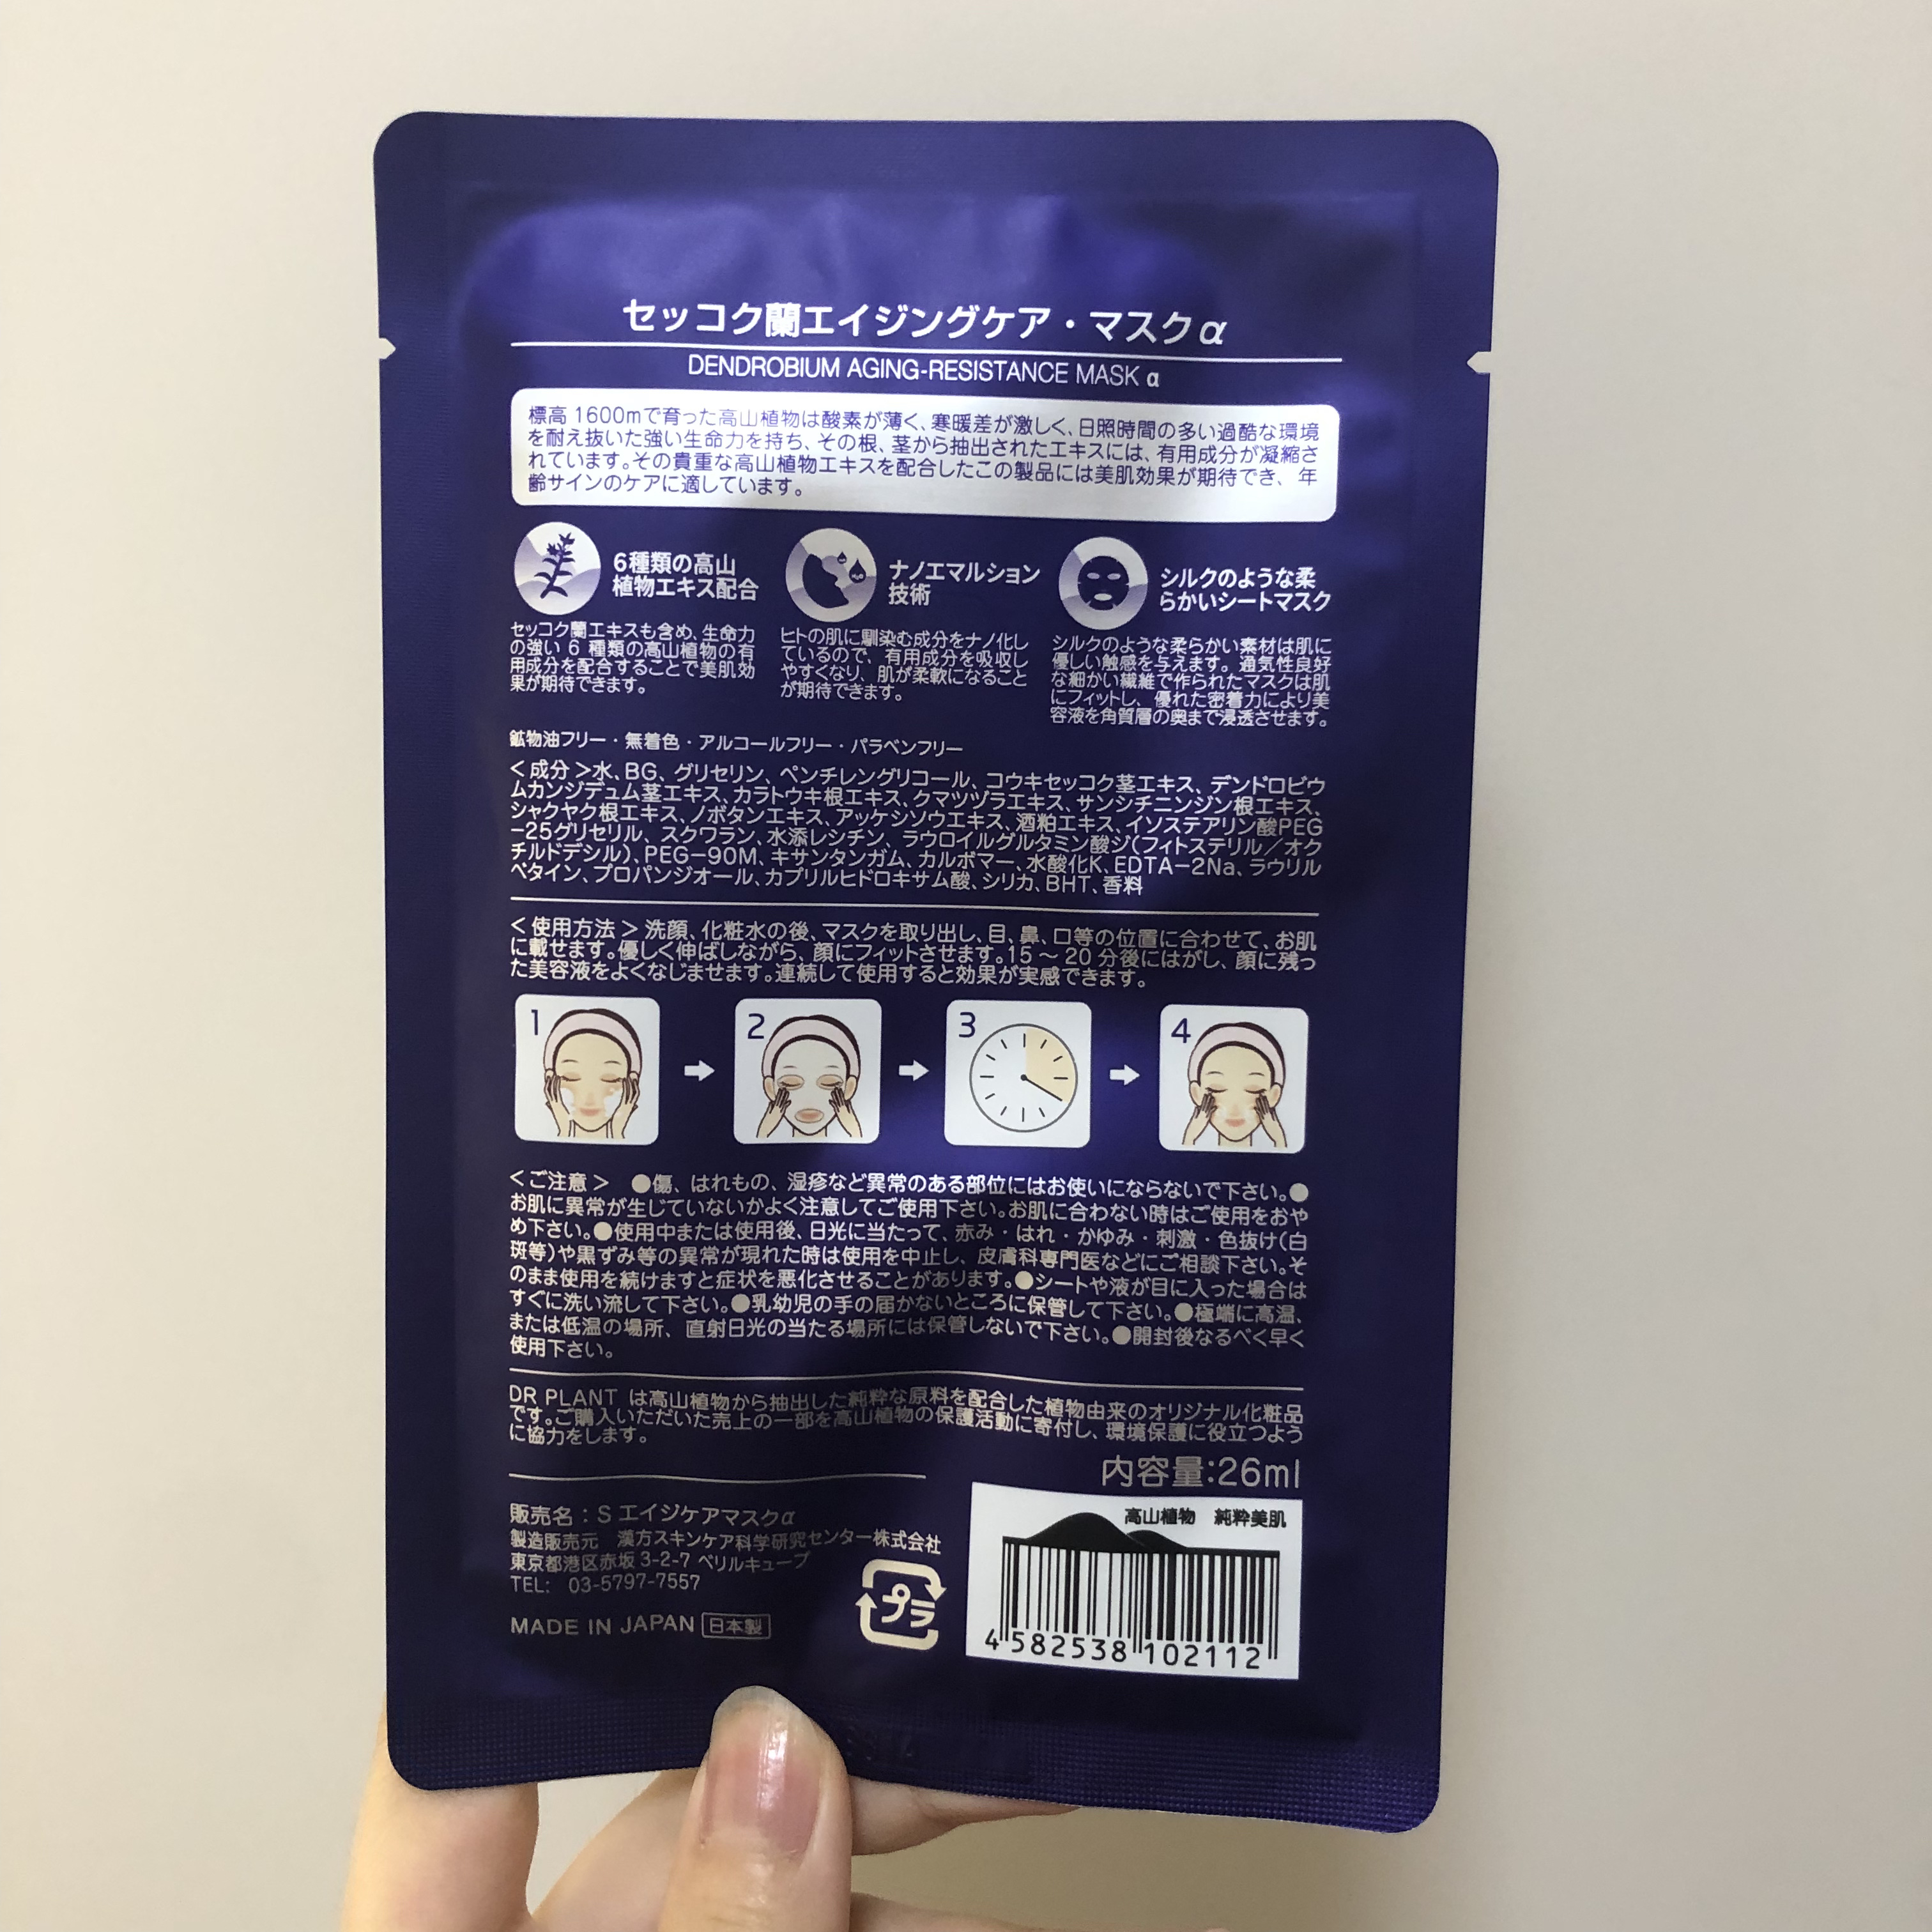 セッコク蘭エイジングケア・マスクα
DENDROBIUM AGING-RESISTANCE MASK α
標高1600mで育った高山植物は酸素が薄く、寒暖差が激しく、日照時間の多い過酷な環境
を耐え抜いた強い生命力を持ち、その根、茎から抽出されたエキスには、有用成分が凝縮さ
れています。その貴重な高山植物エキスを配合したこの製品には美肌効果が期待でき、年
齢サインのケアに適しています。
6種類の高山
植物エキス配合
セッコク蘭エキスも含め、生命力
の強い 6 種類の高山植物の有
用成分を配合することで美肌効
果が期待できます。
ナノエマルション
技術
ヒトの肌に馴染む成分をナノ化し
ているので、有用成分を吸収し
やすくなり、肌が柔軟になること
が期待できます。
シルクのような柔
らかいシートマスク
シルクのような柔らかい素材は肌に
優しい触感を与えます。通気性良好
な細かい繊維で作られたマスクは肌
にフィットし、優れた密着力により美
容液を角質層の奥まで浸透させます。
鉱物油フリー・無着色・アルコールフリー・パラベンフリー
<成分>水、BG、グリセリン、ペンチレングリコール、コウキセッコク茎エキス、デンドロビウ
ムカンジデュム茎エキス、カラトウキ根エキス、クマツヅラエキス、サンシチニンジン根エキス、
シャクヤク根エキス、ノボタンエキス、アッケシソウエキス、酒粕エキス、イソステアリン酸PEG
-25グリセリル、スクワラン、水添レシチン、ラウロイルグルタミン酸ジ(フィトステリル/オク
チルドデシル)、PEG-90M、キサンタンガム、カルボマー、水酸化K、EDTA-2Na、ラウリル
ベタイン、プロパンジオール、カプリルヒドロキサム酸、シリカ、BHT、香料
<使用方法>洗顔、化粧水の後、マスクを取り出し、目、鼻、口等の位置に合わせて、お肌
に載せます。優しく伸ばしながら、顔にフィットさせます。15～20 分後にはがし、顔に残っ
た美容液をよくなじませます。連続して使用すると効果が実感できます。
1
2
3
4
<ご注意> ●傷、はれもの、湿疹など異常のある部位にはお使いにならないで下さい。●
お肌に異常が生じていないかよく注意してご使用下さい。お肌に合わない時はご使用をおや
め下さい。●使用中または使用後、日光に当たって、赤み・はれ・かゆみ・刺激・色抜け(白
斑等)や黒ずみ等の異常が現れた時は使用を中止し、皮膚科専門医などにご相談下さい。そ
のまま使用を続けますと症状を悪化させることがあります。●シートや液が目に入った場合は
すぐに洗い流して下さい。●乳幼児の手の届かないところに保管して下さい。●極端に高温、
または低温の場所、直射日光の当たる場所には保管しないで下さい。●開封後なるべく早く
使用下さい。
DR PLANT は高山植物から抽出した純粋な原料を配合した植物由来のオリジナル化粧品
です。ご購入いただいた売上の一部を高山植物の保護活動に寄付し、環境保護に役立つよう
に協力をします。
内容量:26ml
販売名:S エイジケアマスクα
製造販売元 漢方スキンケア科学研究センター株式会社
東京都港区赤坂 3-2-7 ベリルキューブ
TEL: 03-5797-7557
MADE IN JAPAN 日本製
プラ
高山植物 純粋美肌
4 582538 102112